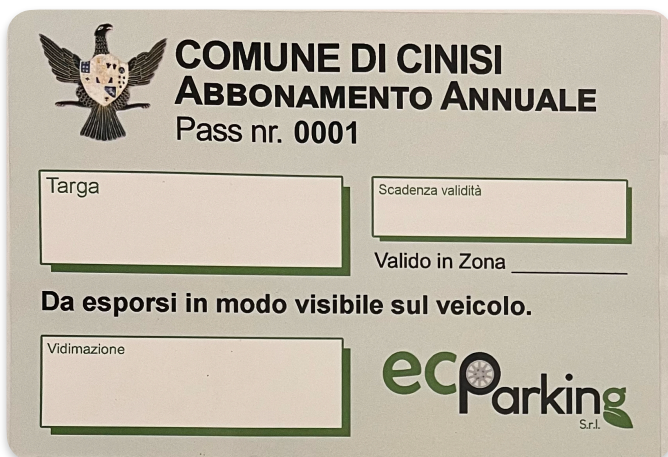 COMUNE DI CINISI
ABBONAMENTO ANNUALE
Pass nr. 0001
Targa
Scadenza validità
Valido in Zona ___________
Da esporsi in modo visibile sul veicolo.
Vidimazione
ecoParking
S.r.l.